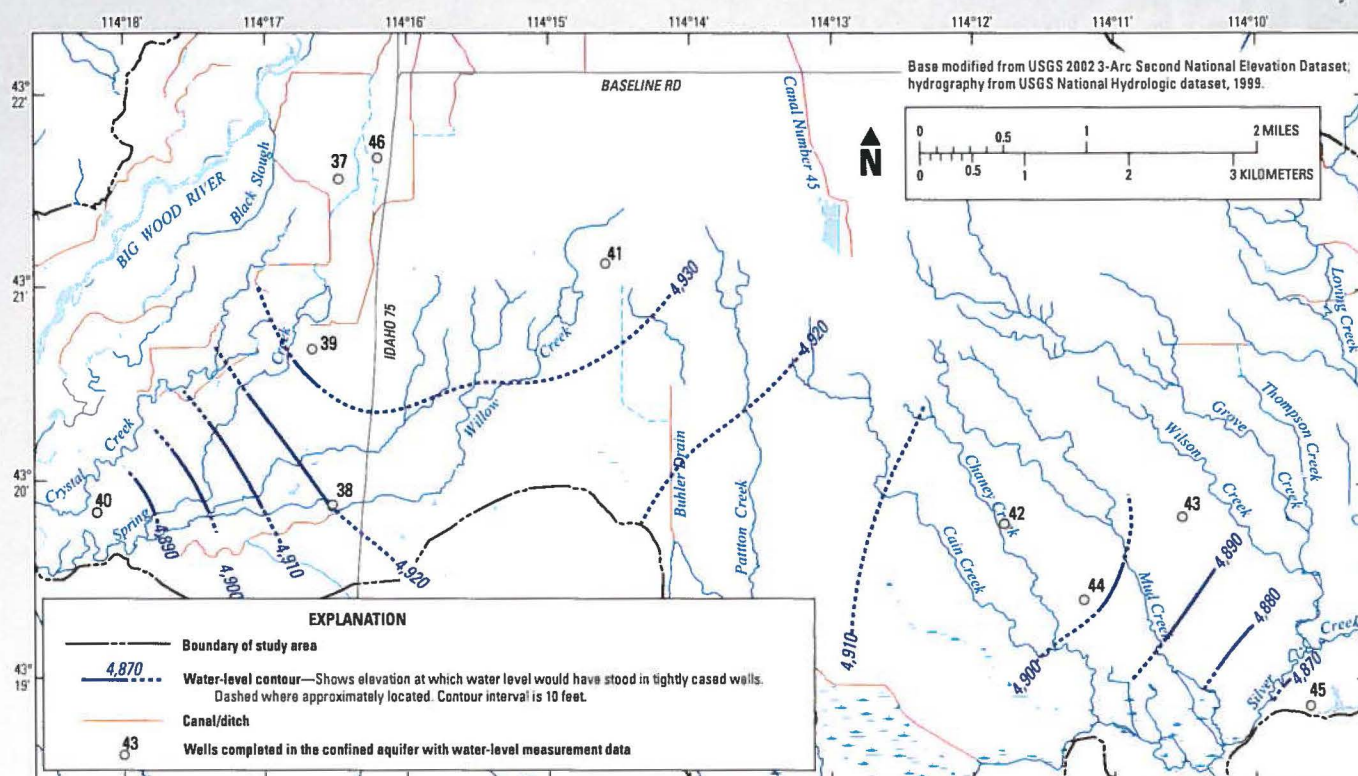 114°18' 114°17' 114°16' 114°15' 114°14' 114°13' 114°12' 114°11' 114°10'
Base modified from USGS 2002 3-Arc Second National Elevation Dataset;
hydrography from USGS National Hydrologic dataset, 1999.
43°
22'
BASELINE RD
0 0.5 1 2 MILES
0 0.5 1 2 3 KILOMETERS
N
Canal Number 45
46
37
Black Slough
BIG WOOD RIVER
41
43°
21'
4,930
Loving Creek
IDAHO 75
39
Creek
Creek
4,920
Willow
Thompson Creek
Grove
Wilson
Crystal
Creek
43°
20'
40
38
Spring
Buhler Drain
Pattton Creek
Chaney Creek
42
43
Creek
Creek
Cain Creek
4,890
4,900
4,910
4,920
44
Mud Creek
4,890
4,880
4,910
4,900
Creek
Silver
4,870
45
43°
19'
EXPLANATION
Boundary of study area
4,870
Water-level contour—Shows elevation at which water level would have stood in tightly cased wells.
Dashed where approximately located. Contour interval is 10 feet.
Canal/ditch
43
Wells completed in the confined aquifer with water-level measurement data